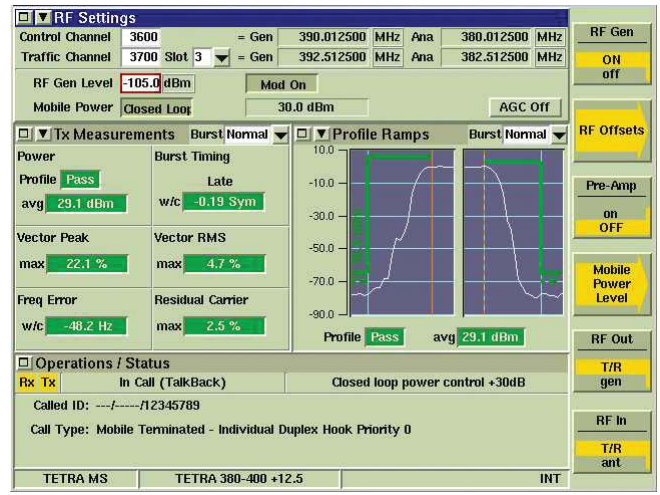 RF Settings
Control Channel 3600 = Gen 390.012500 MHz Ana 380.012500 MHz
Traffic Channel 3700 Slot 3 = Gen 392.512500 MHz Ana 382.512500 MHz
RF Gen Level -105.0 dBm Mod On
Mobile Power Closed Loop 30.0 dBm AGC Off
Tx Measurements Burst Normal
Power Burst Timing
Profile Pass Late
avg 29.1 dBm w/c -0.19 Sym
Vector Peak Vector RMS
max 22.1 % max 4.7 %
Freq Error Residual Carrier
w/c -48.2 Hz max 2.5 %
Profile Ramps Burst Normal
10.0
-10.0
-30.0
-50.0
-70.0
-90.0
Profile Pass avg 29.1 dBm
Operations / Status
Rx Tx In Call (TalkBack) Closed loop power control +30dB
Called ID: ---/-----/12345789
Call Type: Mobile Terminated - Individual Duplex Hook Priority 0
TETRA MS TETRA 380-400 +12.5 INT
RF Gen
ON
off
RF Offsets
Pre-Amp
on
OFF
Mobile
Power
Level
RF Out
T/R
gen
RF In
T/R
ant